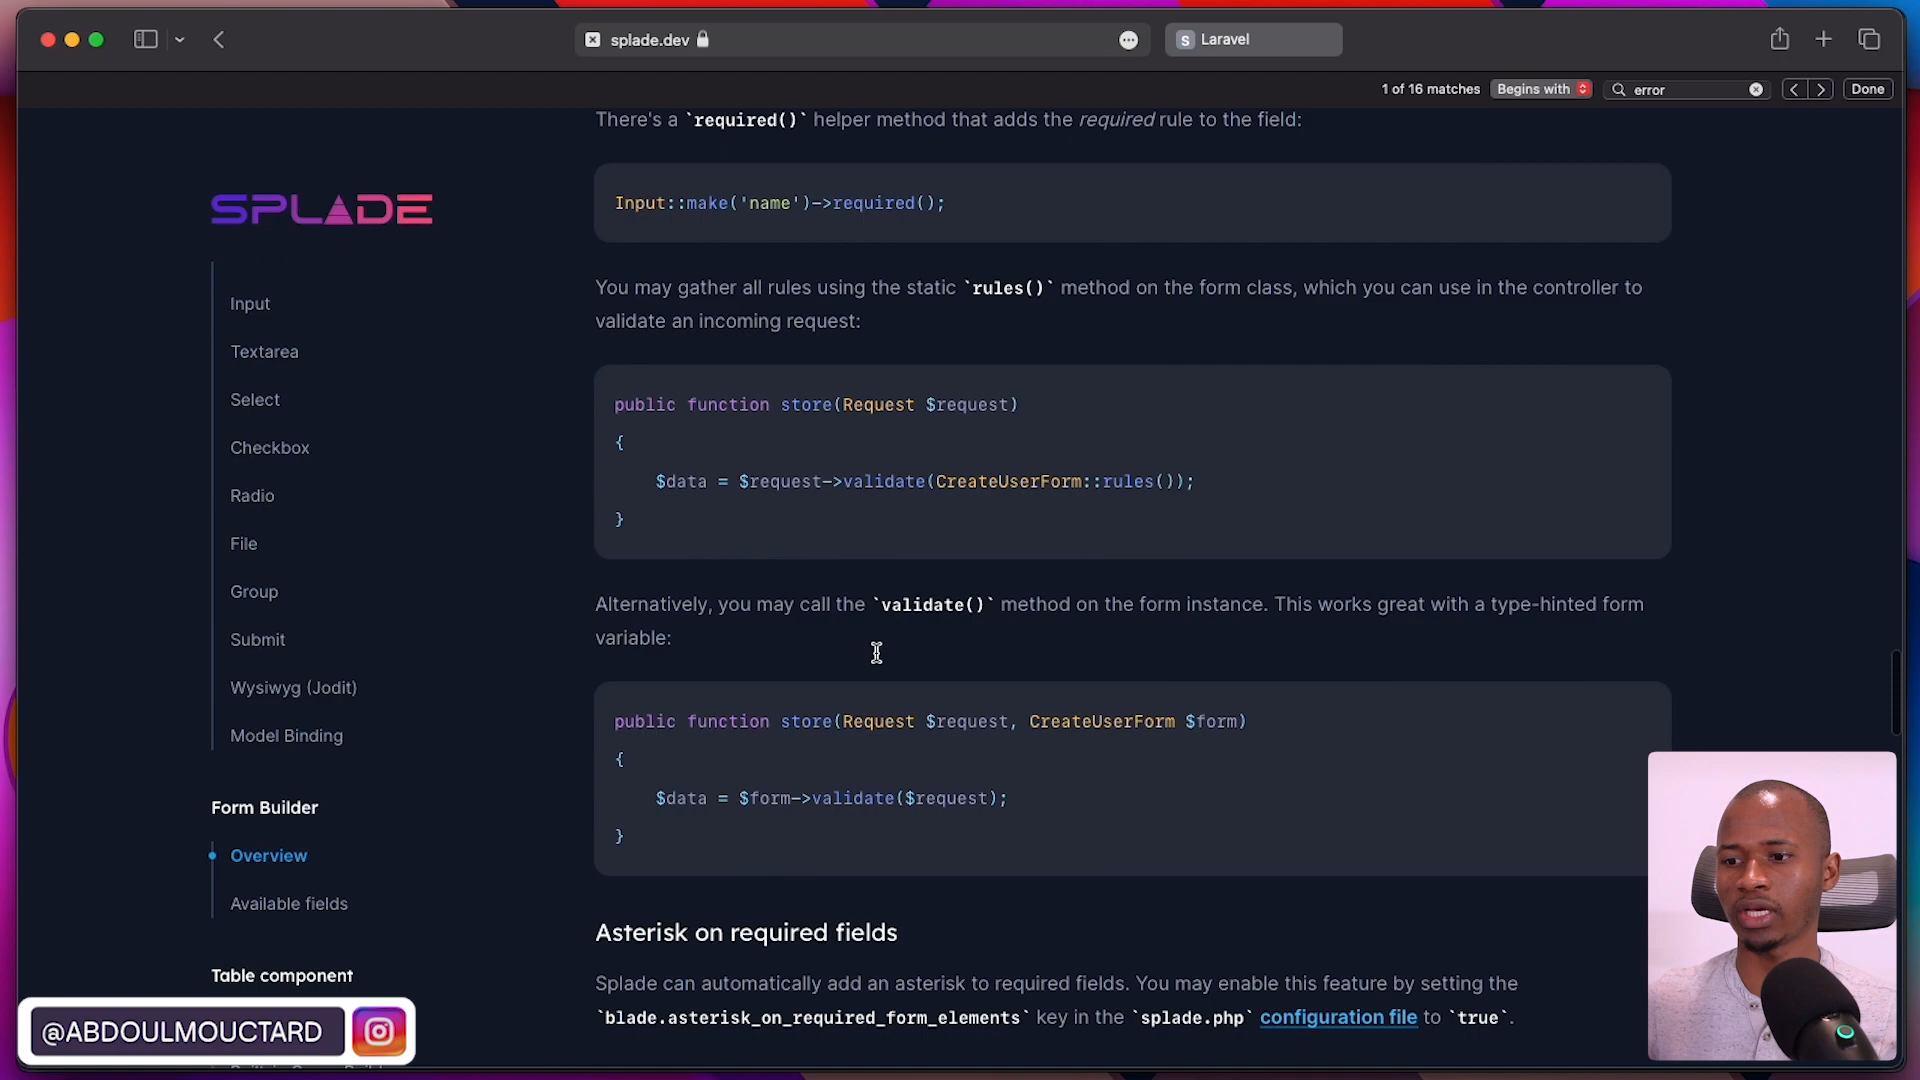 splade.dev
S Laravel
1 of 16 matches
Begins with
error
Done
There's a `required()` helper method that adds the required rule to the field:
Input::make('name')->required();
You may gather all rules using the static `rules()` method on the form class, which you can use in the controller to
validate an incoming request:
public function store(Request $request)
{
$data = $request->validate(CreateUserForm::rules());
}
Alternatively, you may call the `validate()` method on the form instance. This works great with a type-hinted form
variable:
public function store(Request $request, CreateUserForm $form)
{
$data = $form->validate($request);
}
Asterisk on required fields
Splade can automatically add an asterisk to required fields. You may enable this feature by setting the
`blade.asterisk_on_required_form_elements` key in the `splade.php` configuration file to `true`.
SPLADE
Input
Textarea
Select
Checkbox
Radio
File
Group
Submit
Wysiwyg (Jodit)
Model Binding
Form Builder
Overview
Available fields
Table component
@ABDOULMOUCTARD